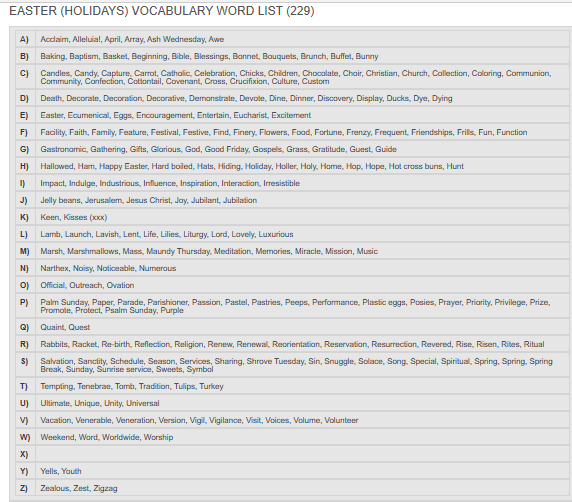 EASTER (HOLIDAYS) VOCABULARY WORD LIST (229)
A) Acclaim, Alleluia!, April, Array, Ash Wednesday, Awe
B) Baking, Baptism, Basket, Beginning, Bible, Blessings, Bonnet, Bouquets, Brunch, Buffet, Bunny
C) Candles, Candy, Capture, Carrot, Catholic, Celebration, Chicks, Children, Chocolate, Choir, Christian, Church, Collection, Coloring, Communion,
Community, Confection, Cottontail, Covenant, Cross, Crucifixion, Culture, Custom
D) Death, Decorate, Decoration, Decorative, Demonstrate, Devote, Dine, Dinner, Discovery, Display, Ducks, Dye, Dying
E) Easter, Ecumenical, Eggs, Encouragement, Entertain, Eucharist, Excitement
F) Facility, Faith, Family, Feature, Festival, Festive, Find, Finery, Flowers, Food, Fortune, Frenzy, Frequent, Friendships, Frills, Fun, Function
G) Gastronomic, Gathering, Gifts, Glorious, God, Good Friday, Gospels, Grass, Gratitude, Guest, Guide
H) Hallowed, Ham, Happy Easter, Hard boiled, Hats, Hiding, Holiday, Holler, Holy, Home, Hop, Hope, Hot cross buns, Hunt
I) Impact, Indulge, Industrious, Influence, Inspiration, Interaction, Irresistible
J) Jelly beans, Jerusalem, Jesus Christ, Joy, Jubilant, Jubilation
K) Keen, Kisses (xxx)
L) Lamb, Launch, Lavish, Lent, Life, Lilies, Liturgy, Lord, Lovely, Luxurious
M) Marsh, Marshmallows, Mass, Maundy Thursday, Meditation, Memories, Miracle, Mission, Music
N) Narthex, Noisy, Noticeable, Numerous
O) Official, Outreach, Ovation
P) Palm Sunday, Paper, Parade, Parishioner, Passion, Pastel, Pastries, Peeps, Performance, Plastic eggs, Posies, Prayer, Priority, Privilege, Prize,
Promote, Protect, Psalm Sunday, Purple
Q) Quaint, Quest
R) Rabbits, Racket, Re-birth, Reflection, Religion, Renew, Renewal, Reorientation, Reservation, Resurrection, Revered, Rise, Risen, Rites, Ritual
S) Salvation, Sanctity, Schedule, Season, Services, Sharing, Shrove Tuesday, Sin, Snuggle, Solace, Song, Special, Spiritual, Spring, Spring, Spring
Break, Sunday, Sunrise service, Sweets, Symbol
T) Tempting, Tenebrae, Tomb, Tradition, Tulips, Turkey
U) Ultimate, Unique, Unity, Universal
V) Vacation, Venerable, Veneration, Version, Vigil, Vigilance, Visit, Voices, Volume, Volunteer
W) Weekend, Word, Worldwide, Worship
X)
Y) Yells, Youth
Z) Zealous, Zest, Zigzag